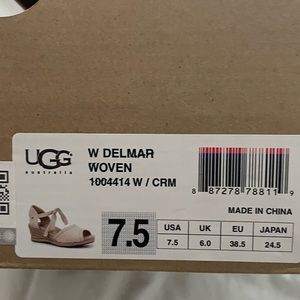 UGG
australia
W DELMAR
WOVEN
1004414 W / CRM
8 87278 78811 9
MADE IN CHINA
7.5
USA UK EU JAPAN
7.5 6.0 38.5 24.5